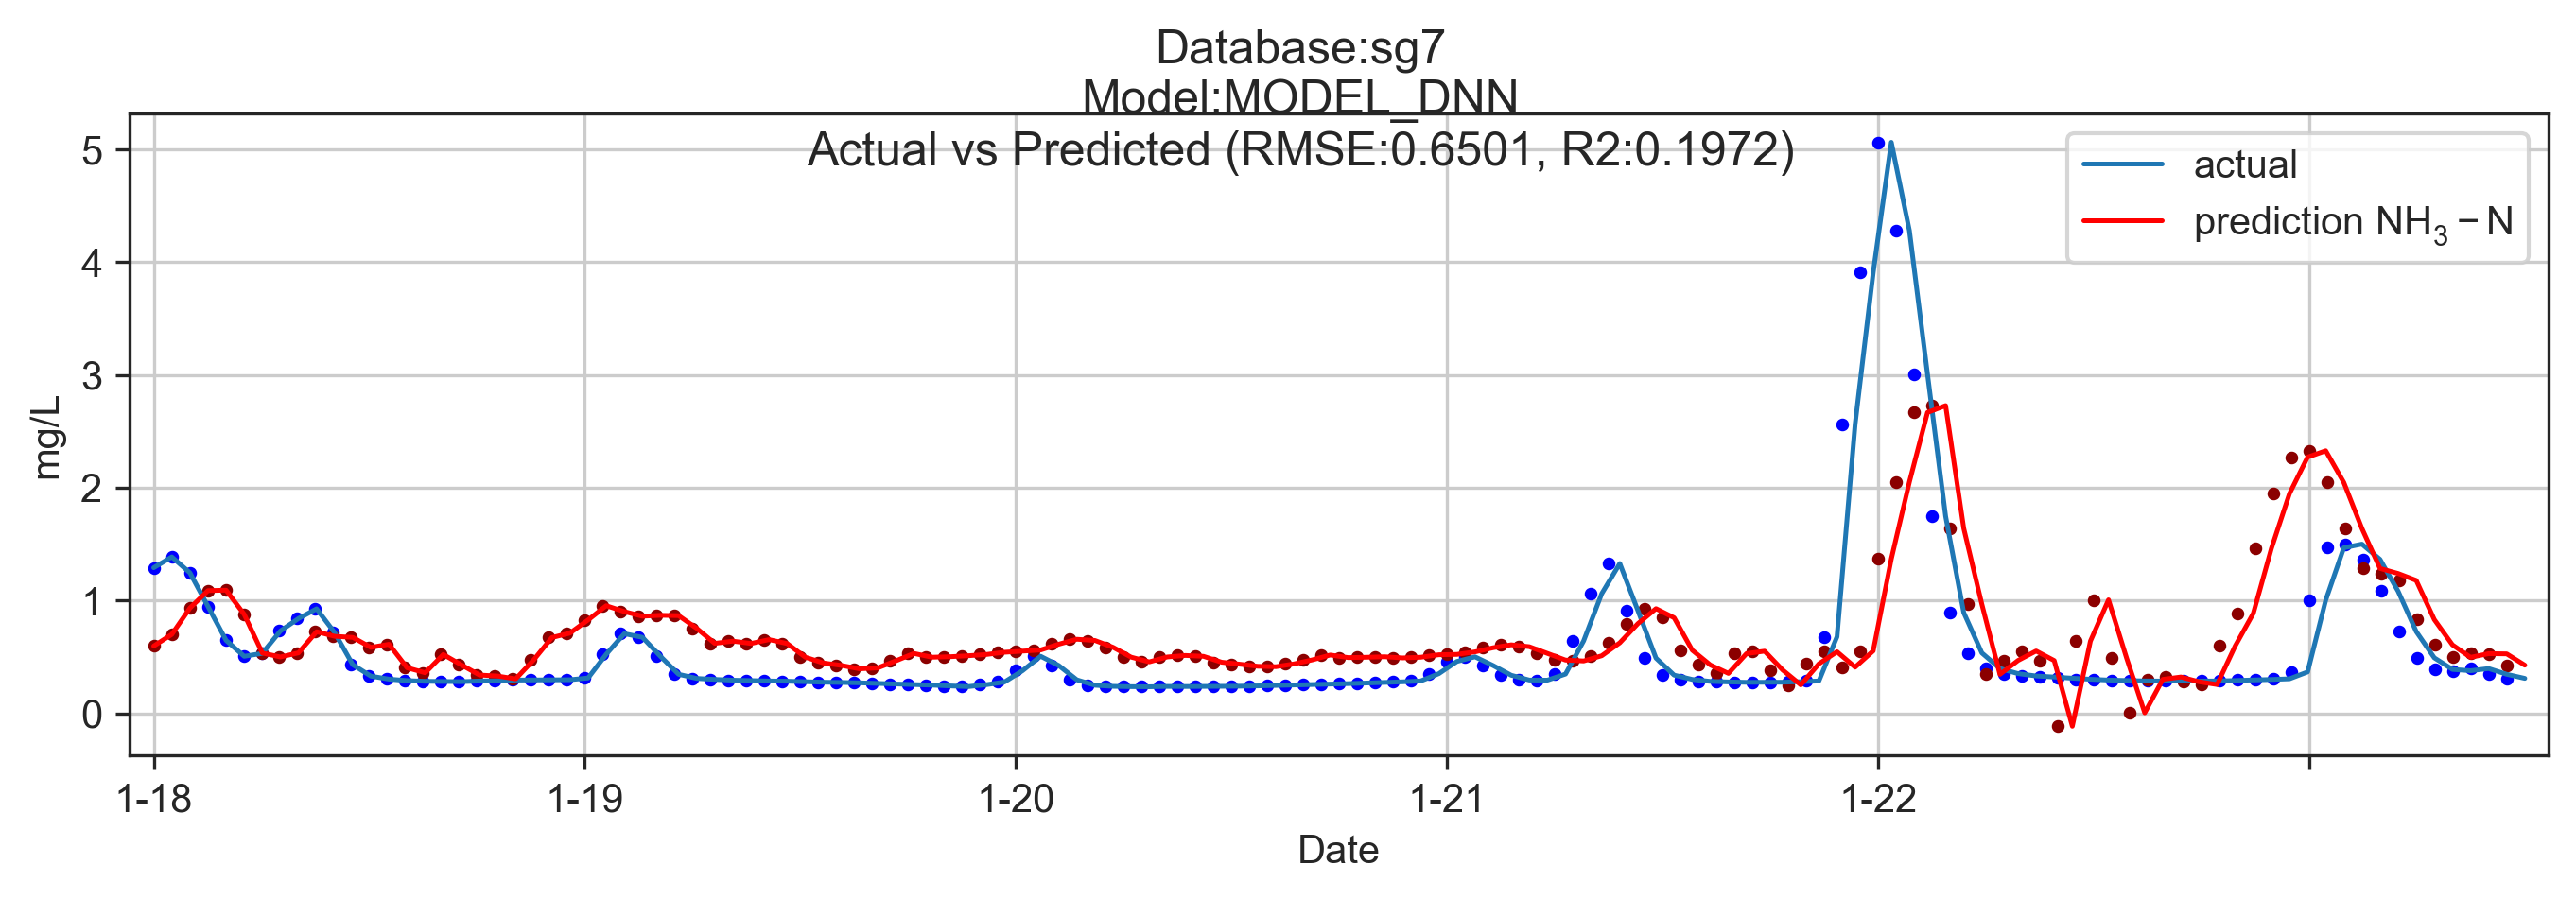 Database:sg7
Model:MODEL_DNN
Actual vs Predicted (RMSE:0.6501, R2:0.1972)
actual
prediction NH₃ − N
5
4
3
2
1
0
mg/L
1-18 1-19 1-20 1-21 1-22
Date